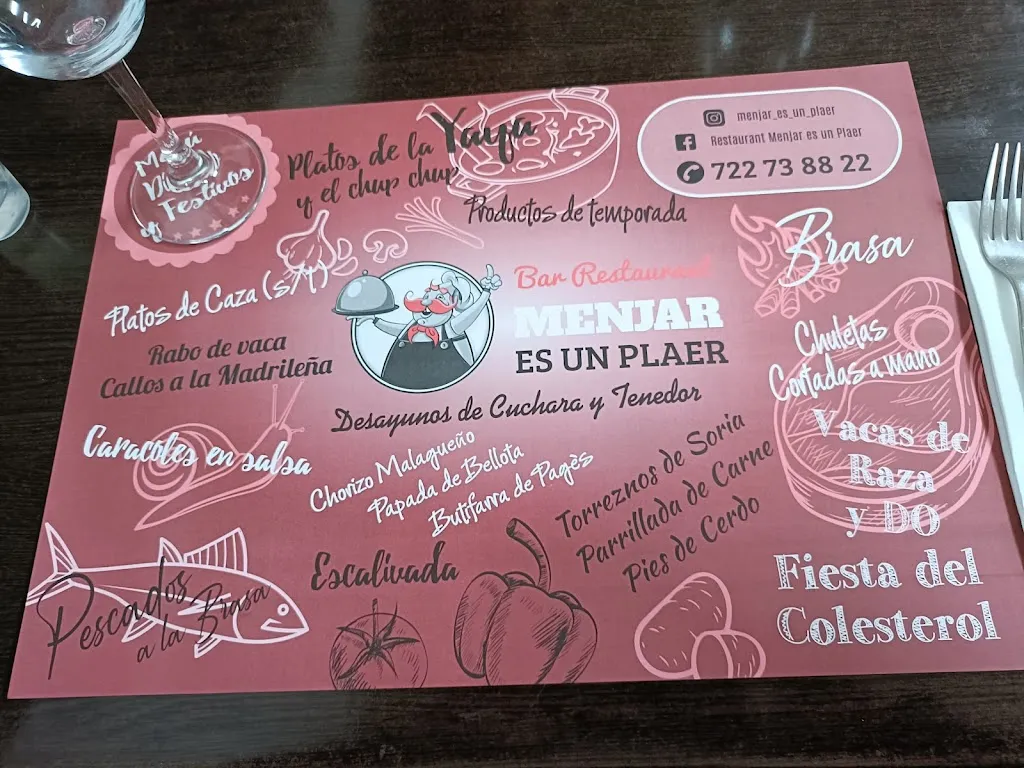 Menú
y Festivos
Platos de la Yaya
y el chup chup
menjar_es_un_plaer
Restaurant Menjar es un Plaer
722 73 88 22
Productos de temporada
Brasa
Platos de Caza (s/M)
Bar Restaurant
MENJAR
ES UN PLAER
Rabo de vaca
Callos a la Madrileña
Chuletas
Cortadas a mano
Desayunos de Cuchara y Tenedor
Caracoles en salsa
Chorizo Malagueño
Papada de Bellota
Butifarra de Pagès
Vacas de
Raza
y DO
Torreznos de Soria
Parrillada de Carne
Pies de Cerdo
Escalivada
Pescados
a la Brasa
Fiesta del
Colesterol